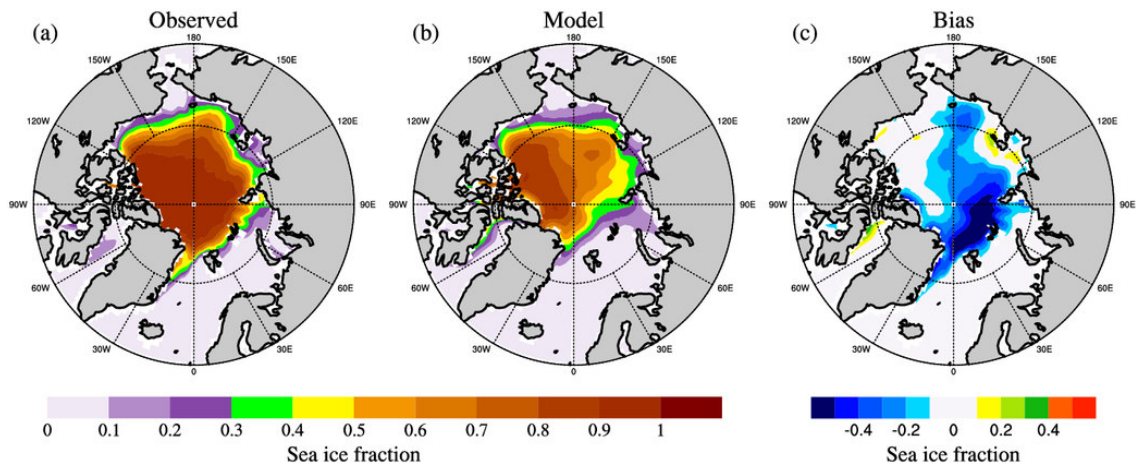 Observed Model Bias
(a) (b) (c)
180 180 180
150W 150E 150W 150E 150W 150E
120W 120E 120W 120E 120W 120E
90W 90E 90W 90E 90W 90E
60W 60E 60W 60E 60W 60E
30W 30E 30W 30E 30W 30E
0 0 0
0 0.1 0.2 0.3 0.4 0.5 0.6 0.7 0.8 0.9 1
Sea ice fraction
-0.4 -0.2 0 0.2 0.4
Sea ice fraction